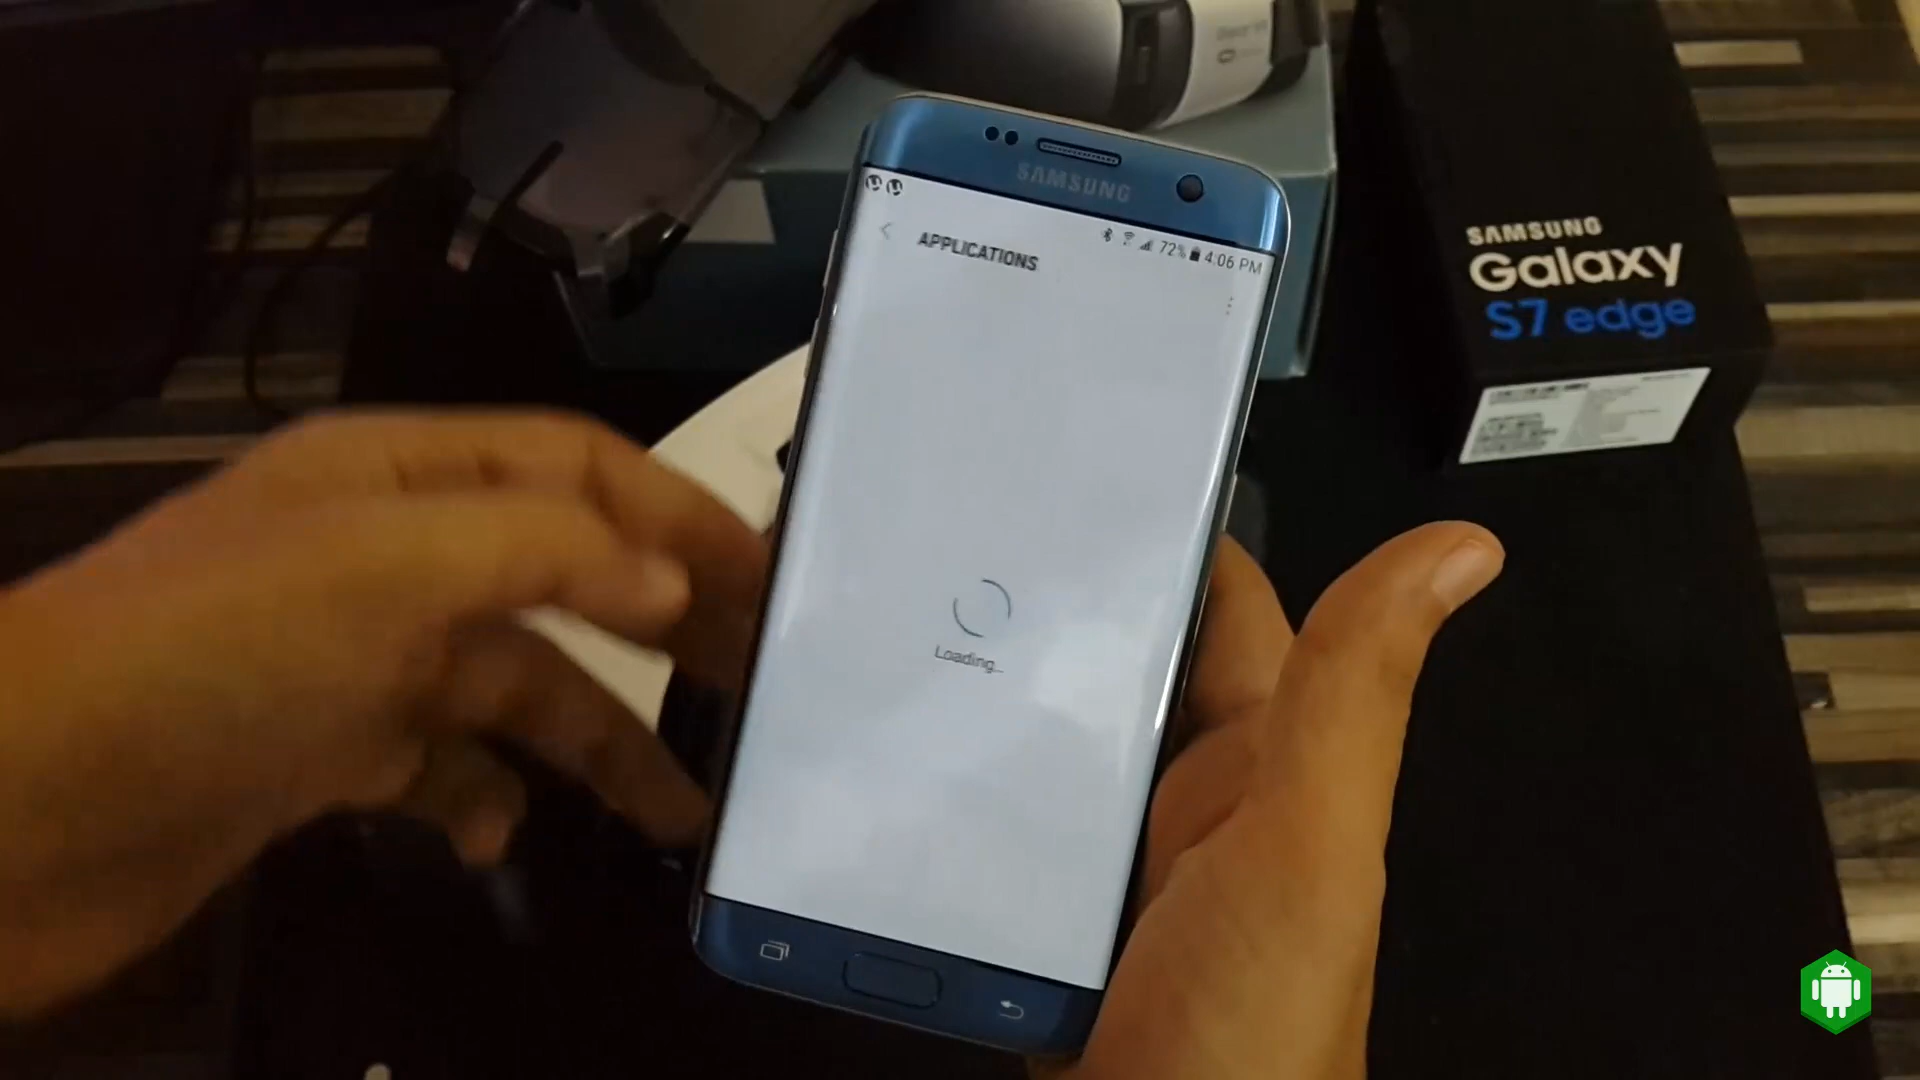 SAMSUNG
APPLICATIONS
72% 4:06 PM
Loading...
SAMSUNG
Galaxy
S7 edge